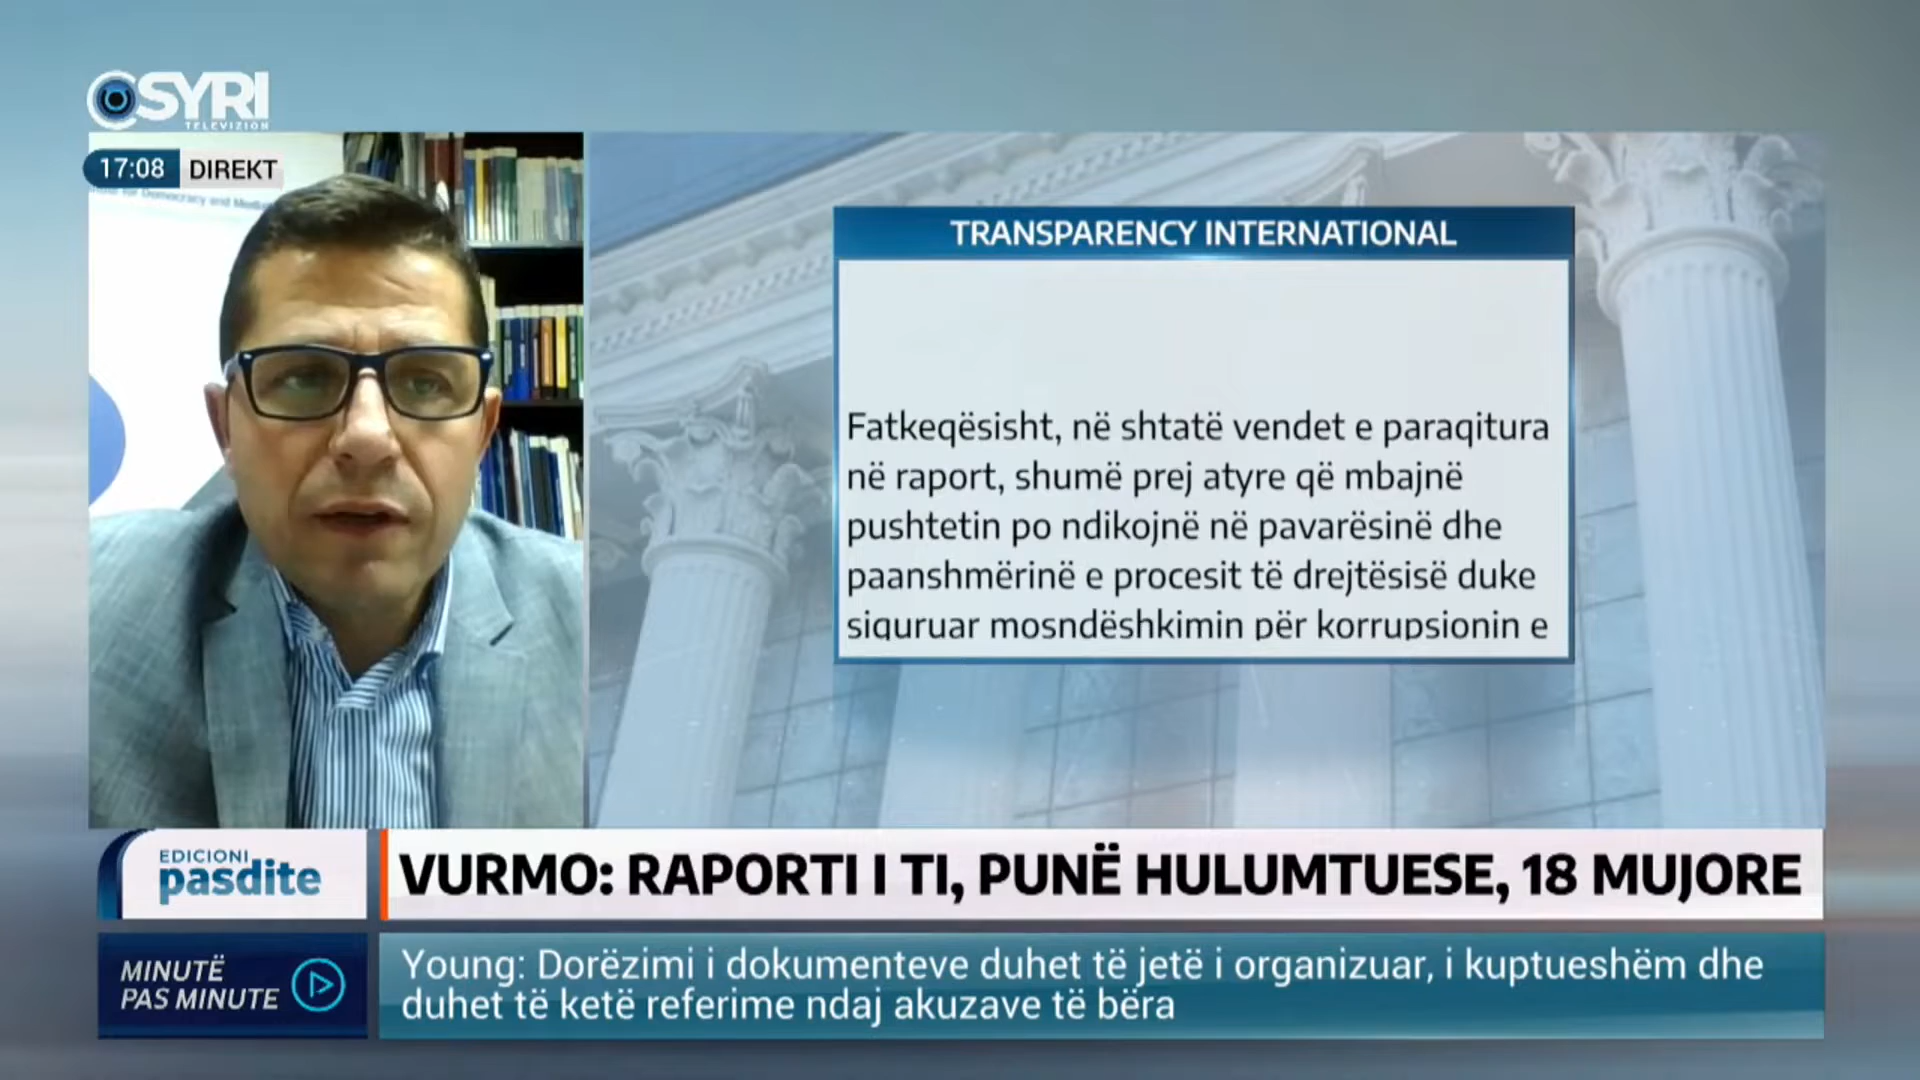 SYRI
TELEVIZION
17:08 DIREKT
for Democracy and
TRANSPARENCY INTERNATIONAL
Fatkeqësisht, në shtatë vendet e paraqitura
në raport, shumë prej atyre që mbajnë
pushtetin po ndikojnë në pavarësinë dhe
paanshmërinë e procesit të drejtësisë duke
siguruar mosndëshkimin për korrupsionin e
EDICIONI
pasdite
VURMO: RAPORTI I TI, PUNË HULUMTUESE, 18 MUJORE
MINUTË
PAS MINUTE
Young: Dorëzimi i dokumenteve duhet të jetë i organizuar, i kuptueshëm dhe
duhet të ketë referime ndaj akuzave të bëra